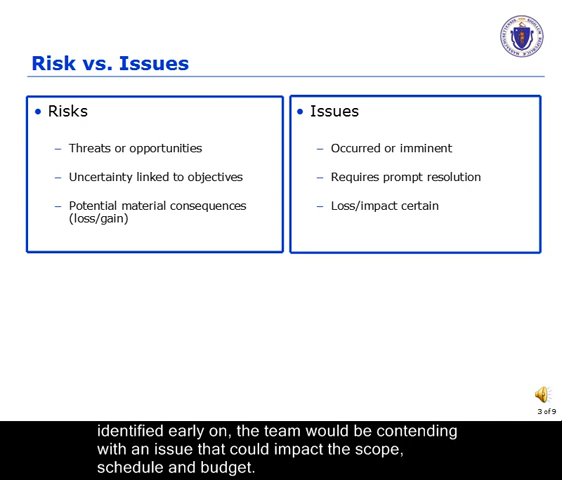 Risk vs. Issues
• Risks
– Threats or opportunities
– Uncertainty linked to objectives
– Potential material consequences
(loss/gain)
• Issues
– Occurred or imminent
– Requires prompt resolution
– Loss/impact certain
3 of 9
identified early on, the team would be contending
with an issue that could impact the scope,
schedule and budget.